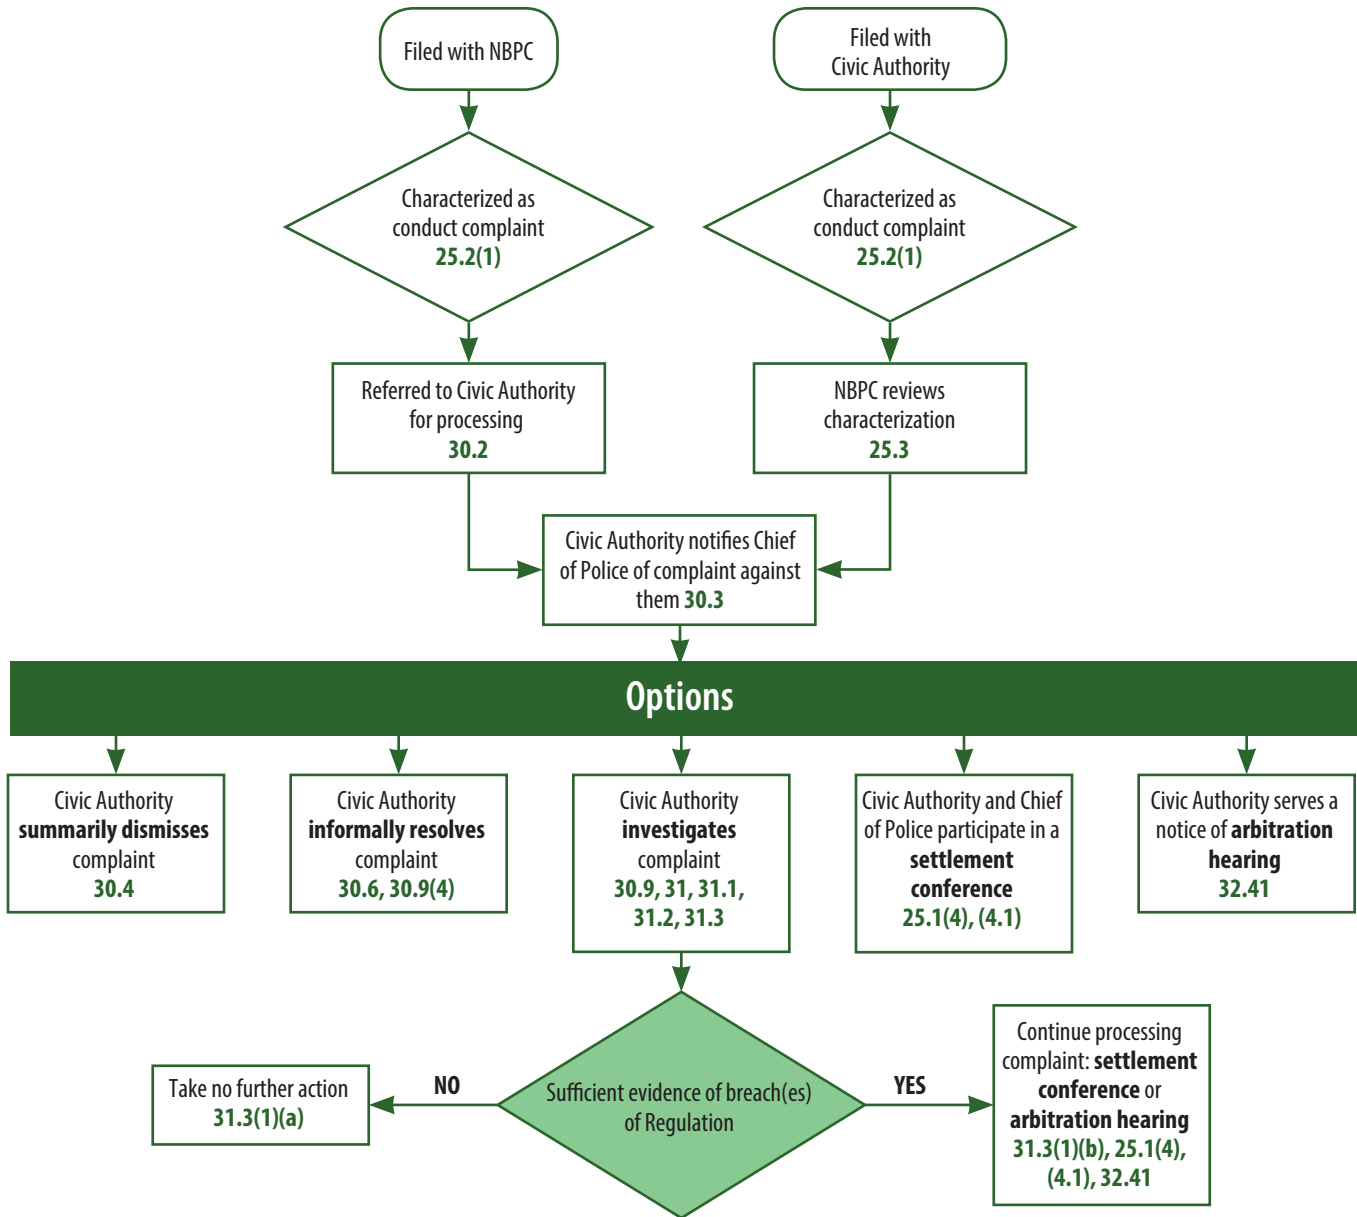 Filed with NBPC
Filed with
Civic Authority
Characterized as
conduct complaint
25.2(1)
Characterized as
conduct complaint
25.2(1)
Referred to Civic Authority
for processing
30.2
NBPC reviews
characterization
25.3
Civic Authority notifies Chief
of Police of complaint against
them 30.3
Options
Civic Authority
summarily dismisses
complaint
30.4
Civic Authority
informally resolves
complaint
30.6, 30.9(4)
Civic Authority
investigates
complaint
30.9, 31, 31.1,
31.2, 31.3
Civic Authority and Chief
of Police participate in a
settlement
conference
25.1(4), (4.1)
Civic Authority serves a
notice of arbitration
hearing
32.41
Take no further action
31.3(1)(a)
NO
Sufficient evidence of breach(es)
of Regulation
YES
Continue processing
complaint: settlement
conference or
arbitration hearing
31.3(1)(b), 25.1(4),
(4.1), 32.41